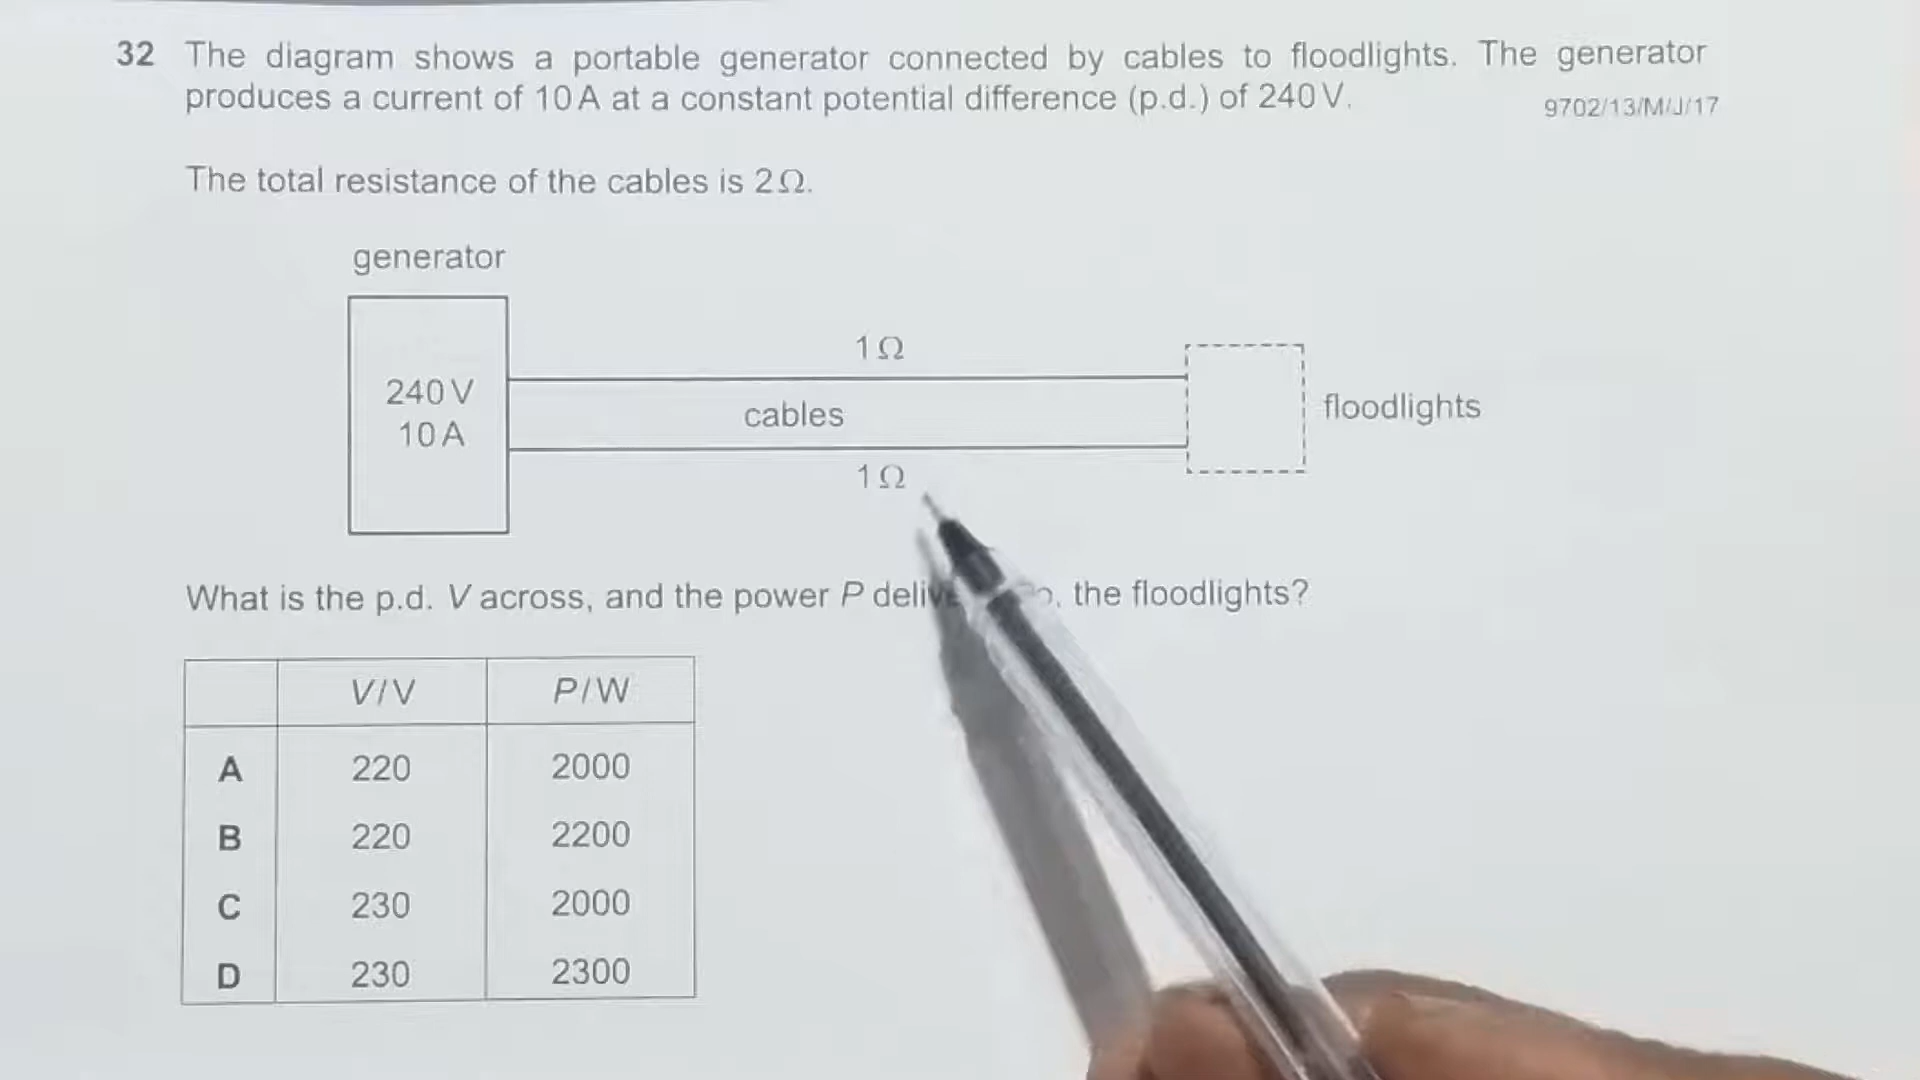 32 The diagram shows a portable generator connected by cables to floodlights. The generator
produces a current of 10 A at a constant potential difference (p.d.) of 240 V.
9702/13/M/J/17
The total resistance of the cables is 2 Ω.
generator
1 Ω
240 V
10 A
cables
floodlights
1 Ω
What is the p.d. V across, and the power P the floodlights?
V/V P/W
A 220 2000
B 220 2200
C 230 2000
D 230 2300